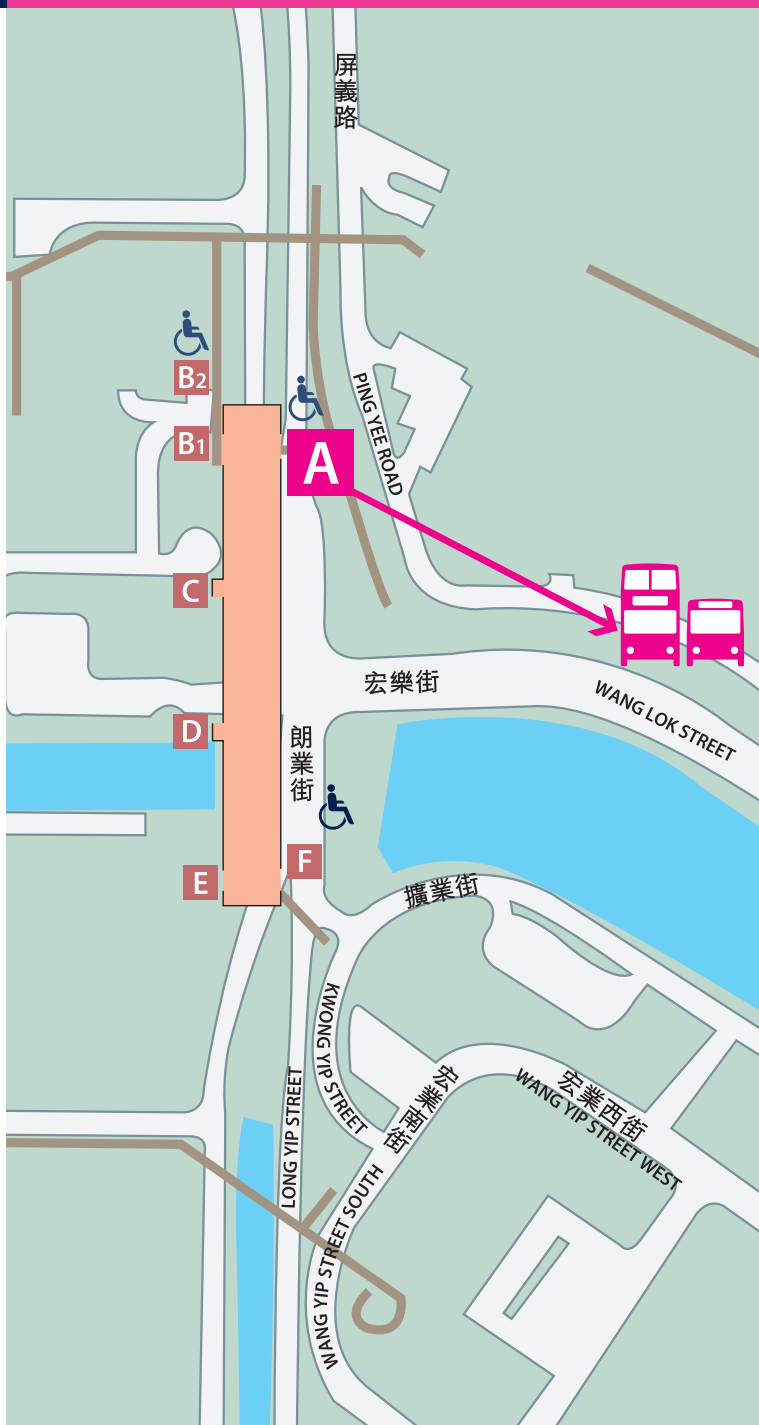 屏義路
B2
B1
A
PING YEE ROAD
C
宏樂街
WANG LOK STREET
D
朗業街
F
E
擴業街
KWONG YIP STREET
LONG YIP STREET
宏業南街
WANG YIP STREET SOUTH
宏業西街
WANG YIP STREET WEST